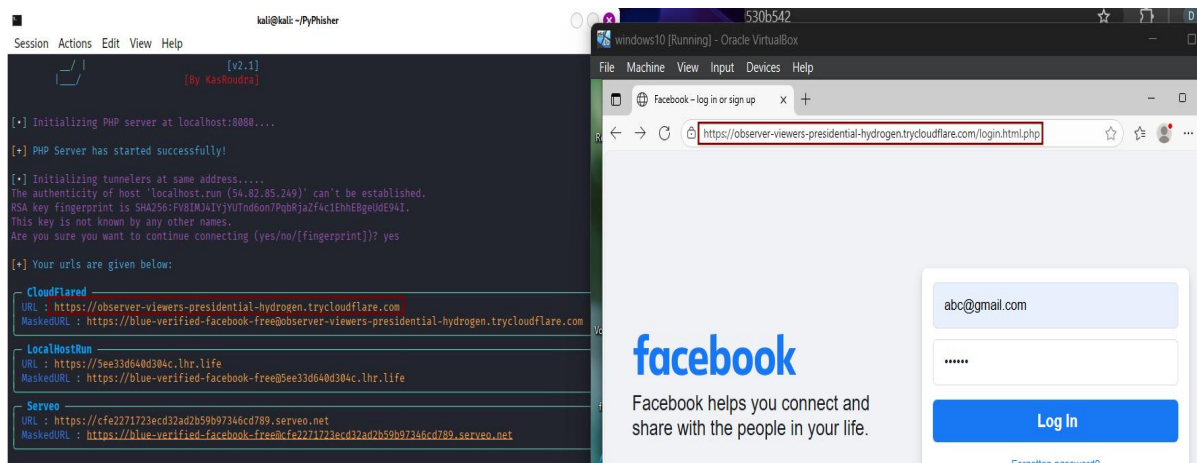 kali@kali: ~/PyPhisher
Session Actions Edit View Help
[v2.1]
[By KasRoudra]
[•] Initializing PHP server at localhost:8080....
[+] PHP Server has started successfully!
[•] Initializing tunnelers at same address.....
The authenticity of host 'localhost.run (54.82.85.249)' can't be established.
RSA key fingerprint is SHA256:FV8IMJ4IYjYUTnd6on7PqbRjaZf4c1EhhEBgeUdE94I.
This key is not known by any other names.
Are you sure you want to continue connecting (yes/no/[fingerprint])? yes
[+] Your urls are given below:
CloudFlared
URL : https://observer-viewers-presidential-hydrogen.trycloudflare.com
MaskedURL : https://blue-verified-facebook-free@observer-viewers-presidential-hydrogen.trycloudflare.com
LocalHostRun
URL : https://5ee33d640d304c.lhr.life
MaskedURL : https://blue-verified-facebook-free@5ee33d640d304c.lhr.life
Serveo
URL : https://cfe2271723ecd32ad2b59b97346cd789.serveo.net
MaskedURL : https://blue-verified-facebook-free@cfe2271723ecd32ad2b59b97346cd789.serveo.net
530b542
windows10 [Running] - Oracle VirtualBox
File Machine View Input Devices Help
Facebook – log in or sign up
https://observer-viewers-presidential-hydrogen.trycloudflare.com/login.html.php
abc@gmail.com
••••••
facebook
Facebook helps you connect and
share with the people in your life.
Log In
Forgotten password?